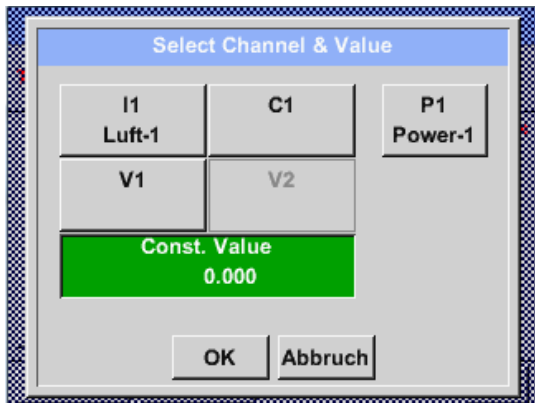 Select Channel & Value
I1 C1 P1
Luft-1 Power-1
V1 V2
Const. Value
0.000
OK Abbruch